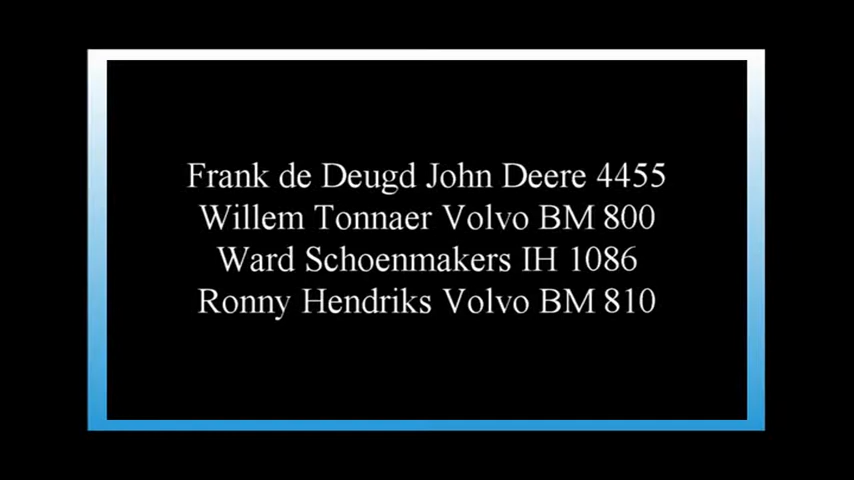 Frank de Deugd John Deere 4455
Willem Tonnaer Volvo BM 800
Ward Schoenmakers IH 1086
Ronny Hendriks Volvo BM 810